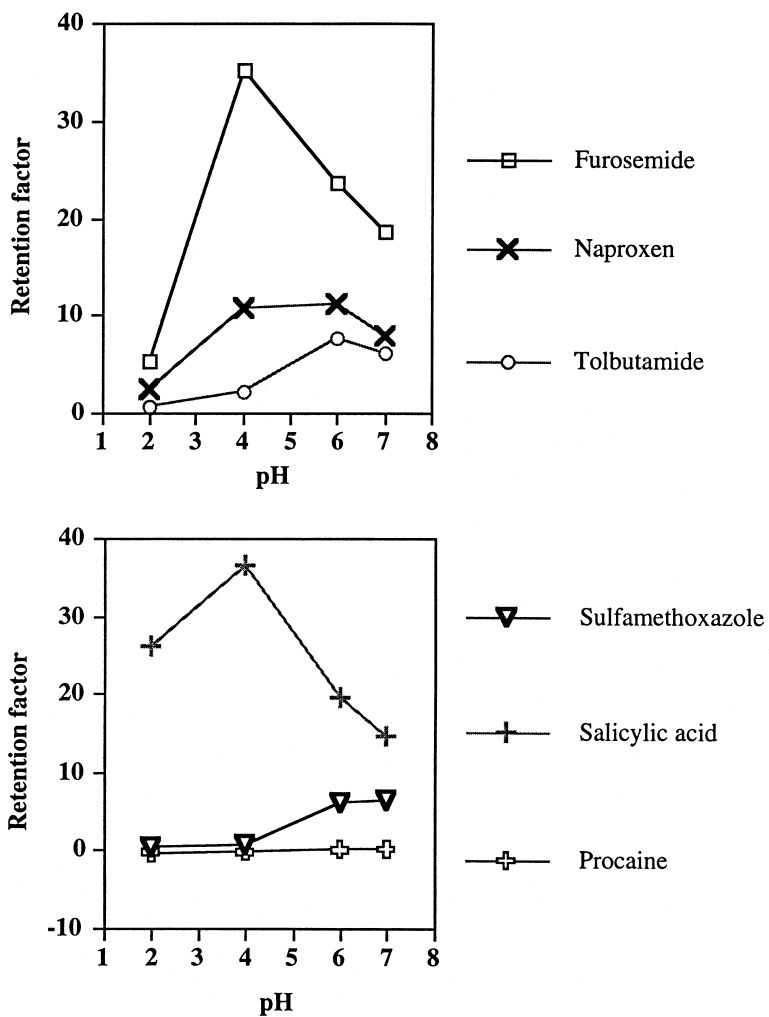 40
30
20
10
0
Retention factor
1 2 3 4 5 6 7 8
pH
Furosemide
Naproxen
Tolbutamide
40
30
20
10
0
-10
Retention factor
1 2 3 4 5 6 7 8
pH
Sulfamethoxazole
Salicylic acid
Procaine